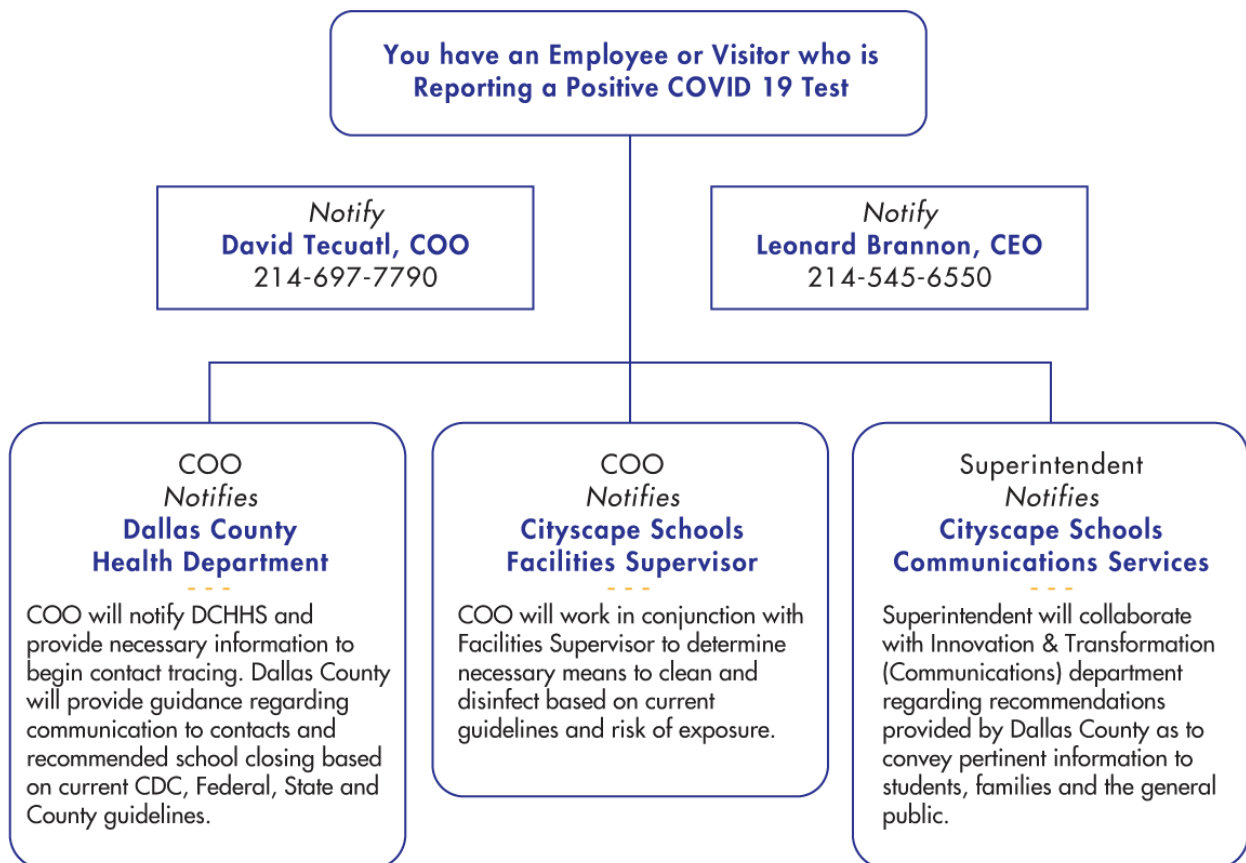 You have an Employee or Visitor who is
Reporting a Positive COVID 19 Test
Notify
David Tecuatl, COO
214-697-7790
Notify
Leonard Brannon, CEO
214-545-6550
COO
Notifies
Dallas County
Health Department
- - -
COO will notify DCHHS and
provide necessary information to
begin contact tracing. Dallas County
will provide guidance regarding
communication to contacts and
recommended school closing based
on current CDC, Federal, State and
County guidelines.
COO
Notifies
Cityscape Schools
Facilities Supervisor
- - -
COO will work in conjunction with
Facilities Supervisor to determine
necessary means to clean and
disinfect based on current
guidelines and risk of exposure.
Superintendent
Notifies
Cityscape Schools
Communications Services
- - -
Superintendent will collaborate
with Innovation & Transformation
(Communications) department
regarding recommendations
provided by Dallas County as to
convey pertinent information to
students, families and the general
public.